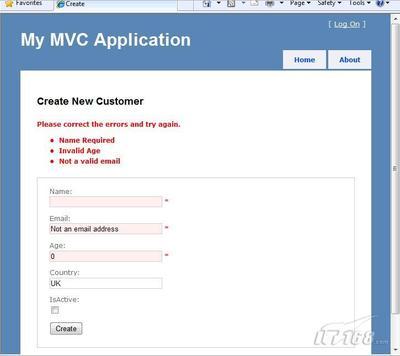 Favorites Create Page Safety Tools
[ Log On ]
My MVC Application
Home About
Create New Customer
Please correct the errors and try again.
Name Required
Invalid Age
Not a valid email
Name:
*
Email:
Not an email address *
Age:
0 *
Country:
UK
IsActive:
Create
IT168.com